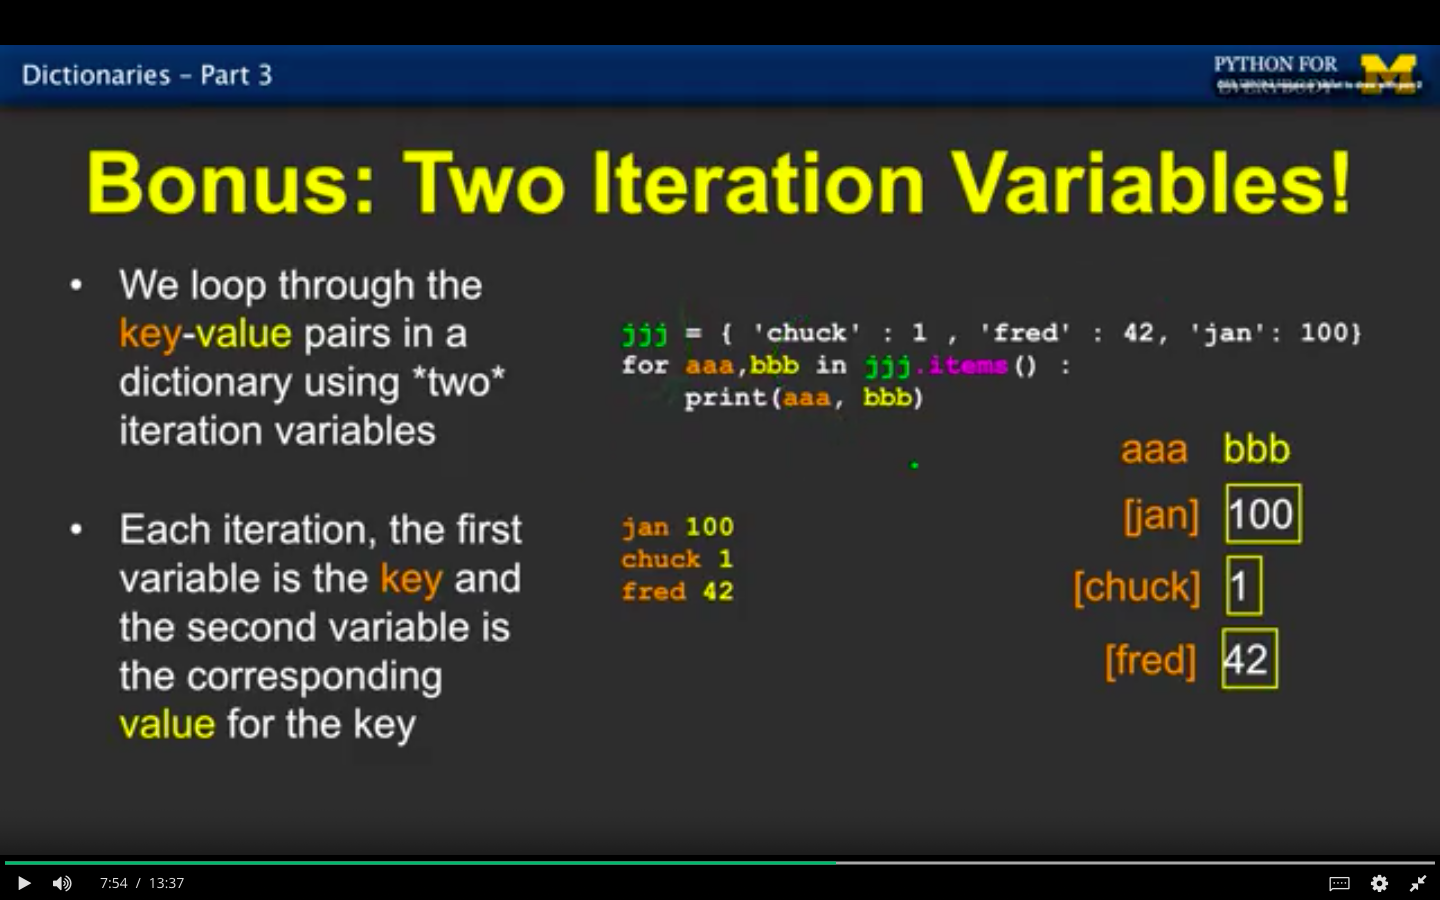 Dictionaries – Part 3
PYTHON FOR
EVERYBODY
Bonus: Two Iteration Variables!
• We loop through the
key-value pairs in a
dictionary using *two*
iteration variables
• Each iteration, the first
variable is the key and
the second variable is
the corresponding
value for the key
jjj = { 'chuck' : 1 , 'fred' : 42, 'jan': 100}
for aaa,bbb in jjj.items() :
print(aaa, bbb)
jan 100
chuck 1
fred 42
aaa bbb
[jan] 100
[chuck] 1
[fred] 42
7:54 / 13:37